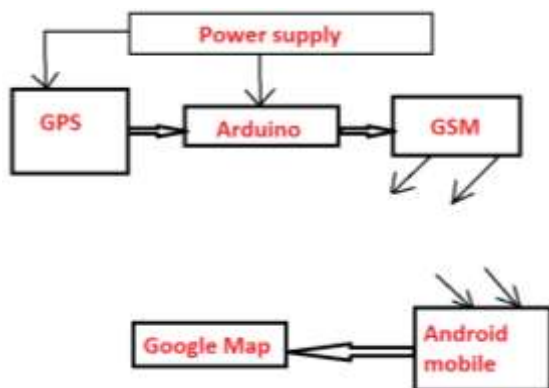 Power supply
GPS
Arduino
GSM
Google Map
Android
mobile